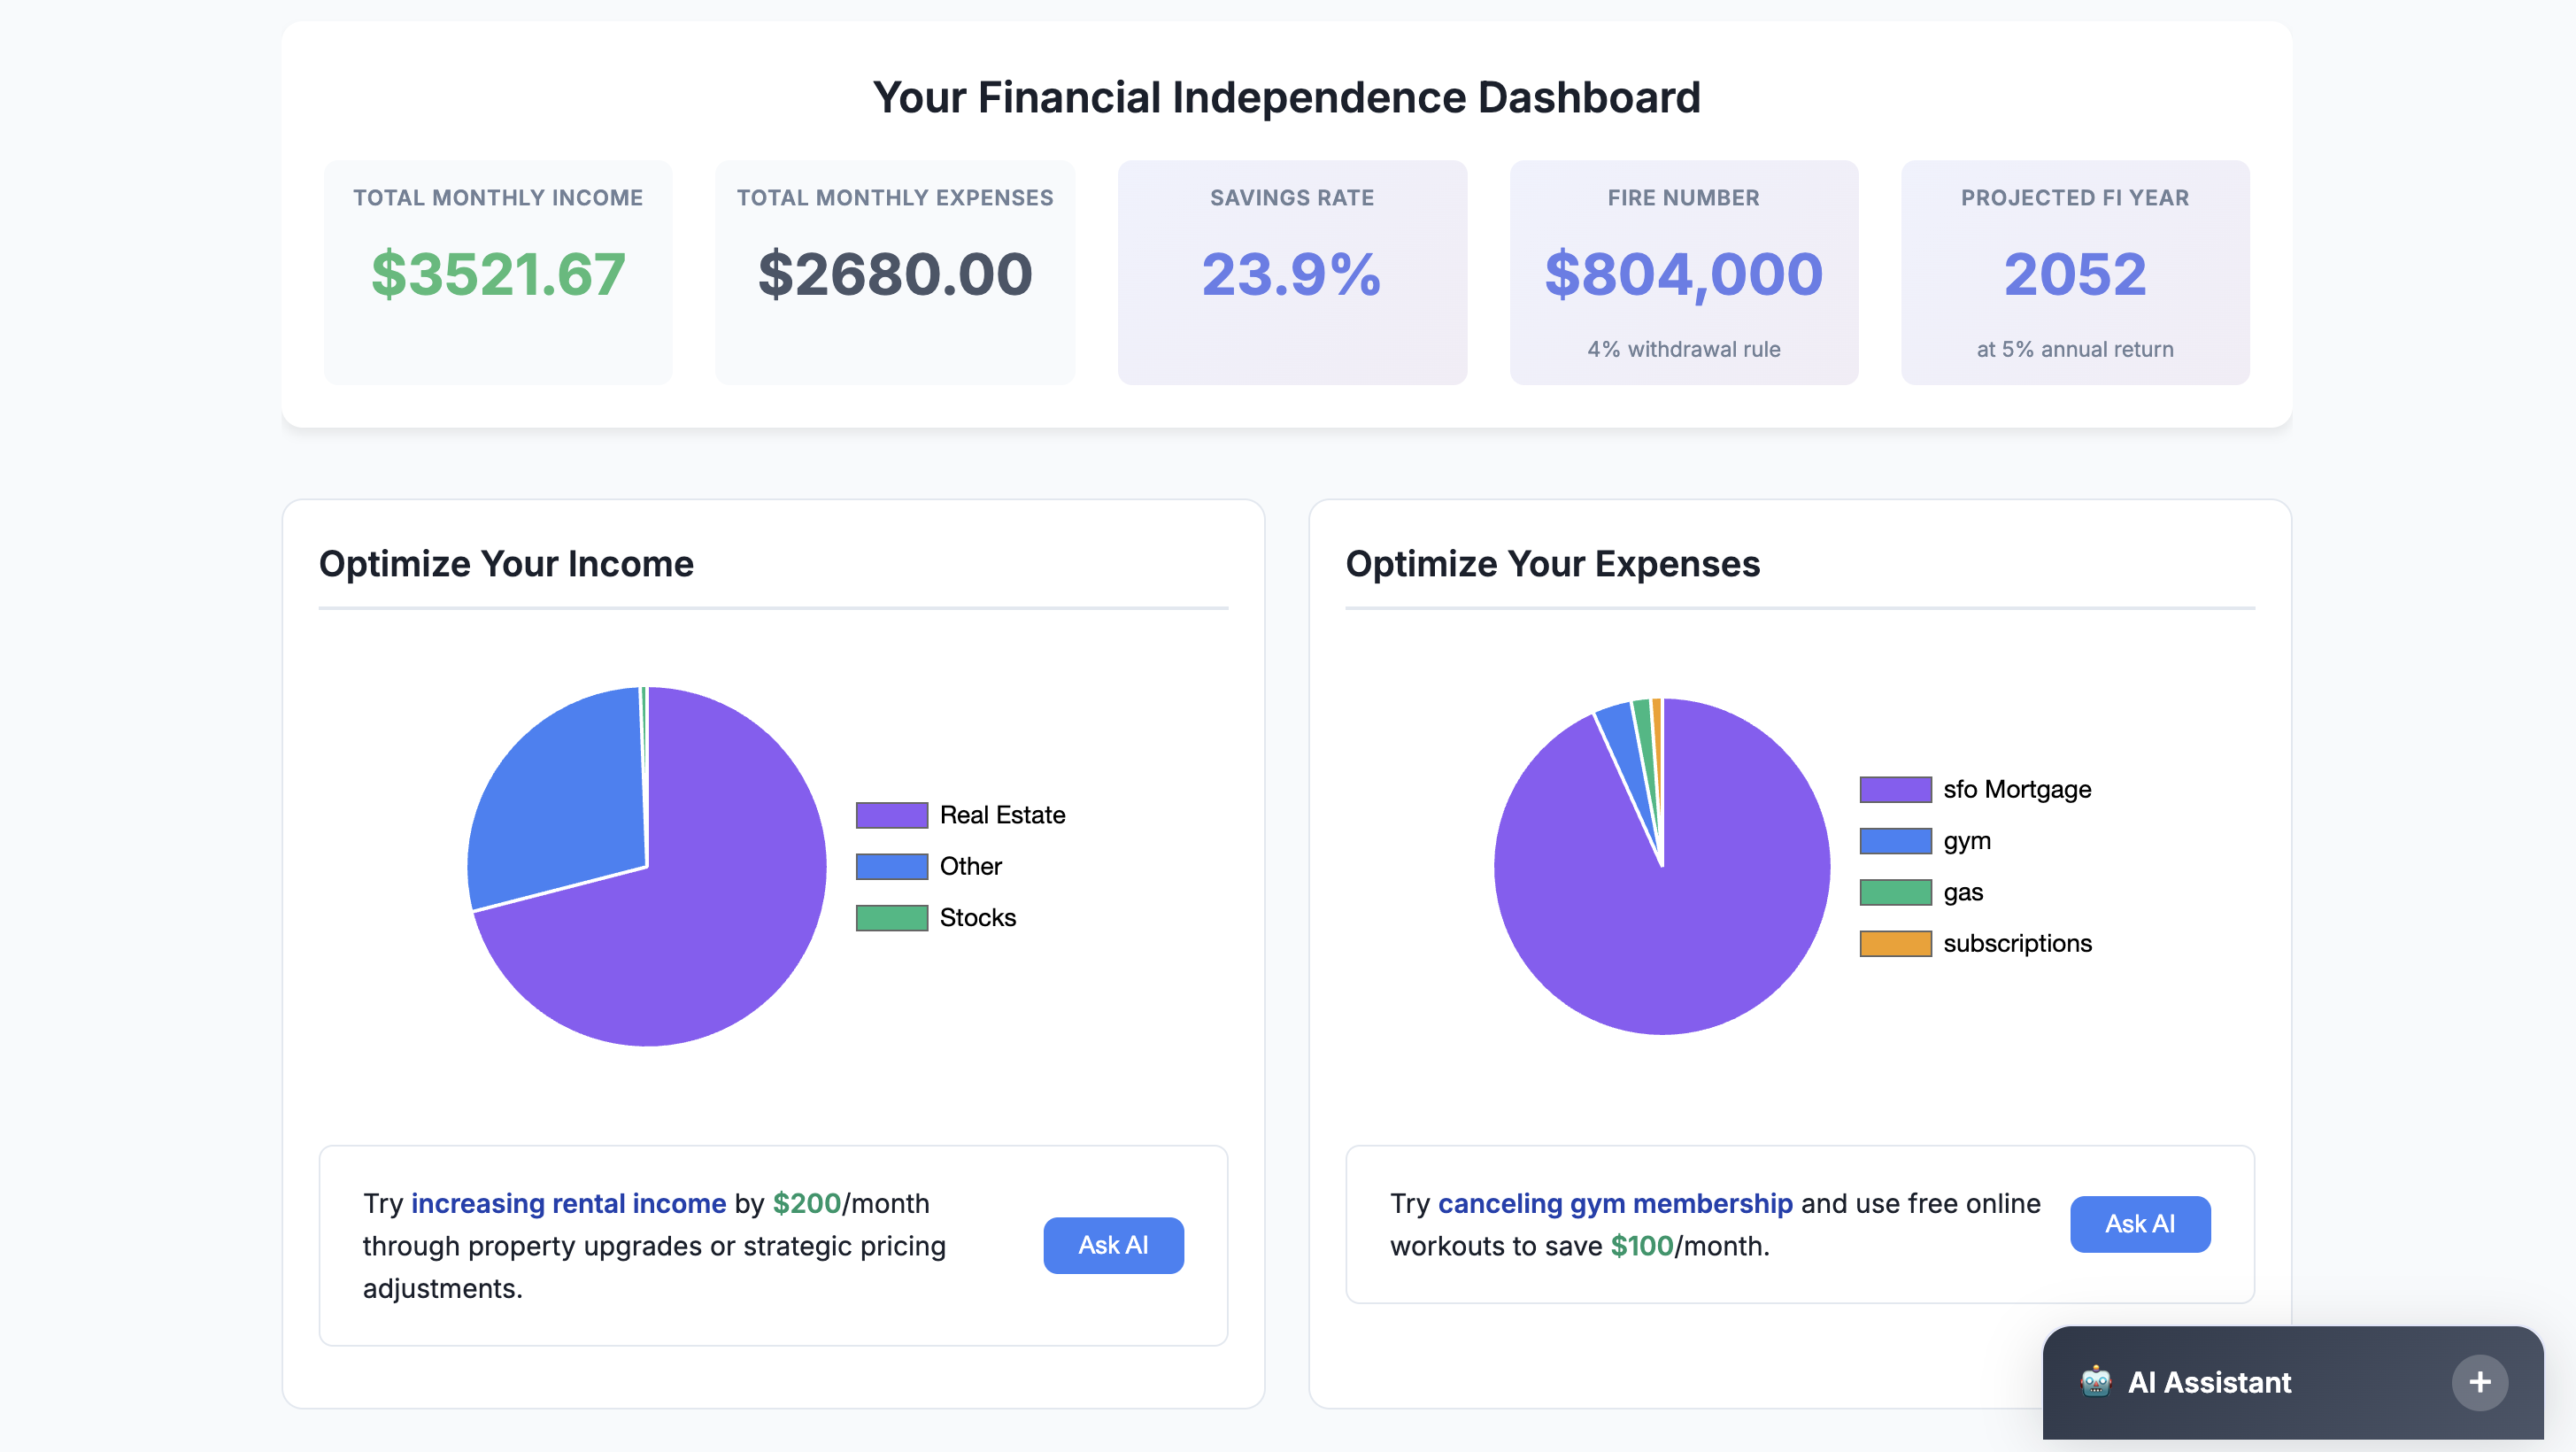 Your Financial Independence Dashboard
TOTAL MONTHLY INCOME
$3521.67
TOTAL MONTHLY EXPENSES
$2680.00
SAVINGS RATE
23.9%
FIRE NUMBER
$804,000
4% withdrawal rule
PROJECTED FI YEAR
2052
at 5% annual return
Optimize Your Income
Real Estate
Other
Stocks
Try increasing rental income by $200/month
through property upgrades or strategic pricing
adjustments.
Ask AI
Optimize Your Expenses
sfo Mortgage
gym
gas
subscriptions
Try canceling gym membership and use free online
workouts to save $100/month.
Ask AI
AI Assistant
+